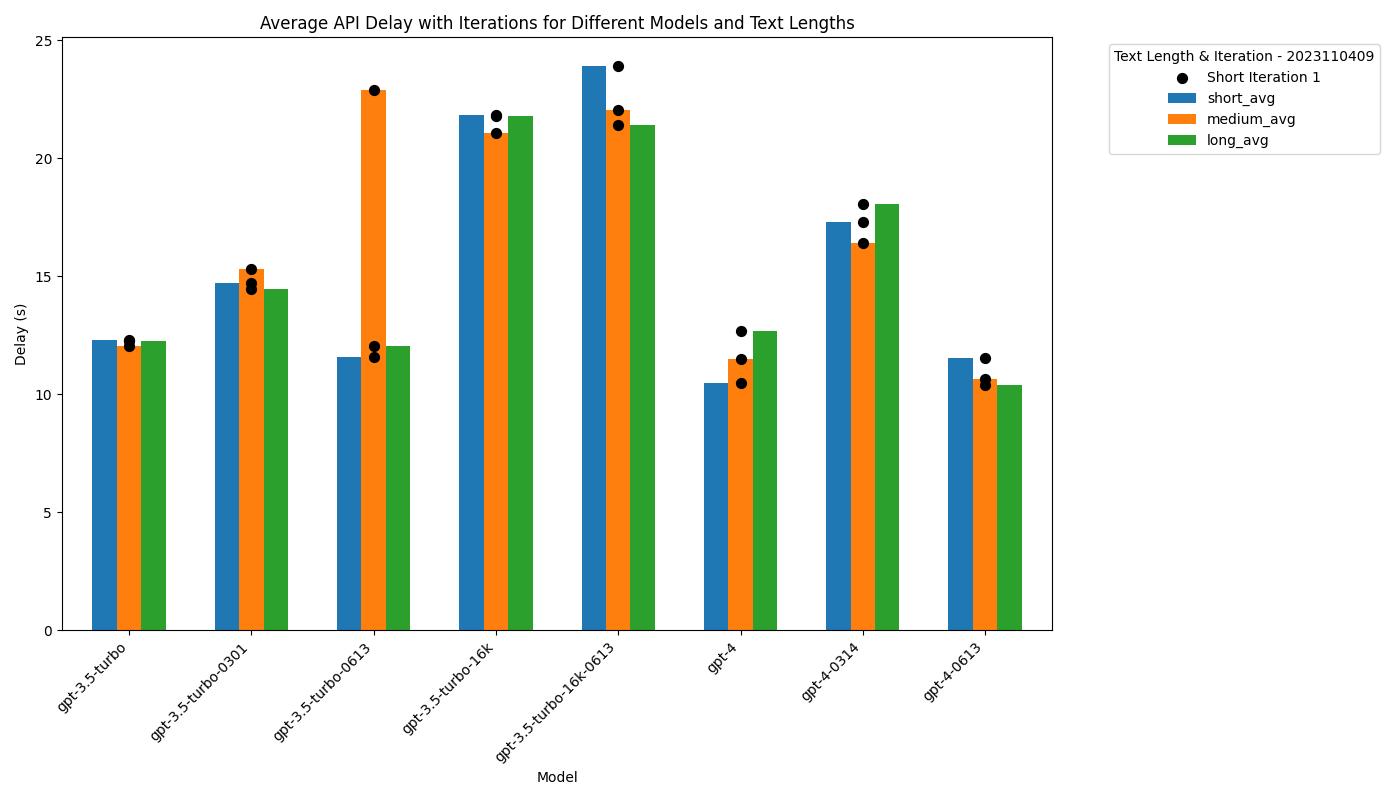 Average API Delay with Iterations for Different Models and Text Lengths
Text Length & Iteration - 2023110409
Short Iteration 1
short_avg
medium_avg
long_avg
Delay (s)
25
20
15
10
5
0
gpt-3.5-turbo
gpt-3.5-turbo-0301
gpt-3.5-turbo-0613
gpt-3.5-turbo-16k
gpt-3.5-turbo-16k-0613
gpt-4
gpt-4-0314
gpt-4-0613
Model